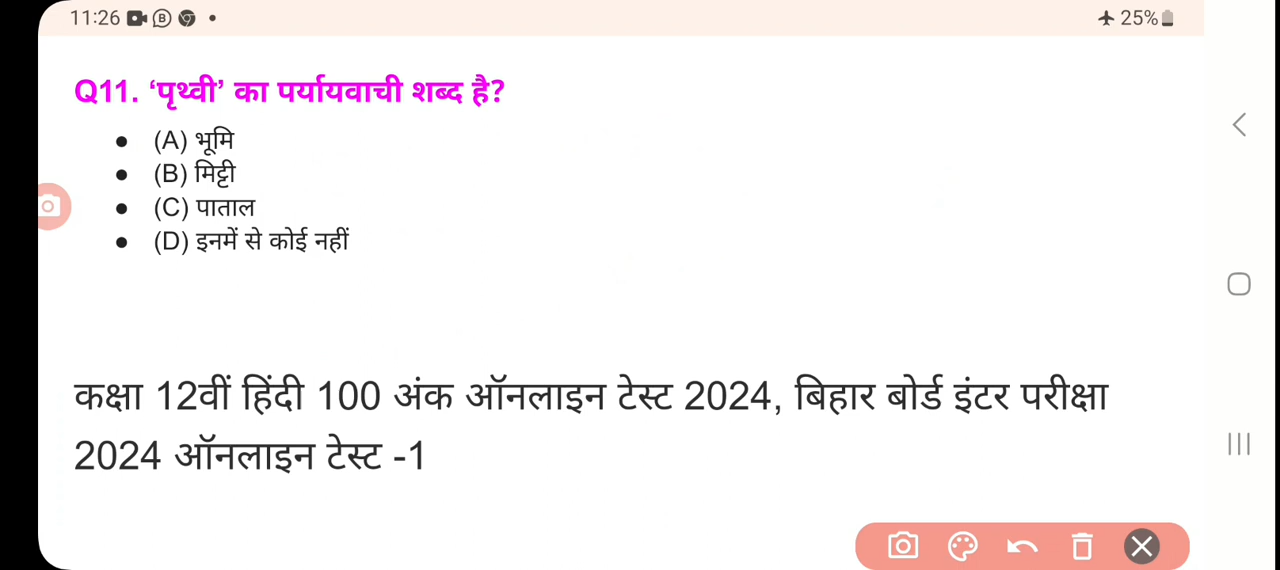 11:26
25%
Q11. ‘पृथ्वी’ का पर्यायवाची शब्द है?
(A) भूमि
(B) मिट्टी
(C) पाताल
(D) इनमें से कोई नहीं
कक्षा 12वीं हिंदी 100 अंक ऑनलाइन टेस्ट 2024, बिहार बोर्ड इंटर परीक्षा
2024 ऑनलाइन टेस्ट -1